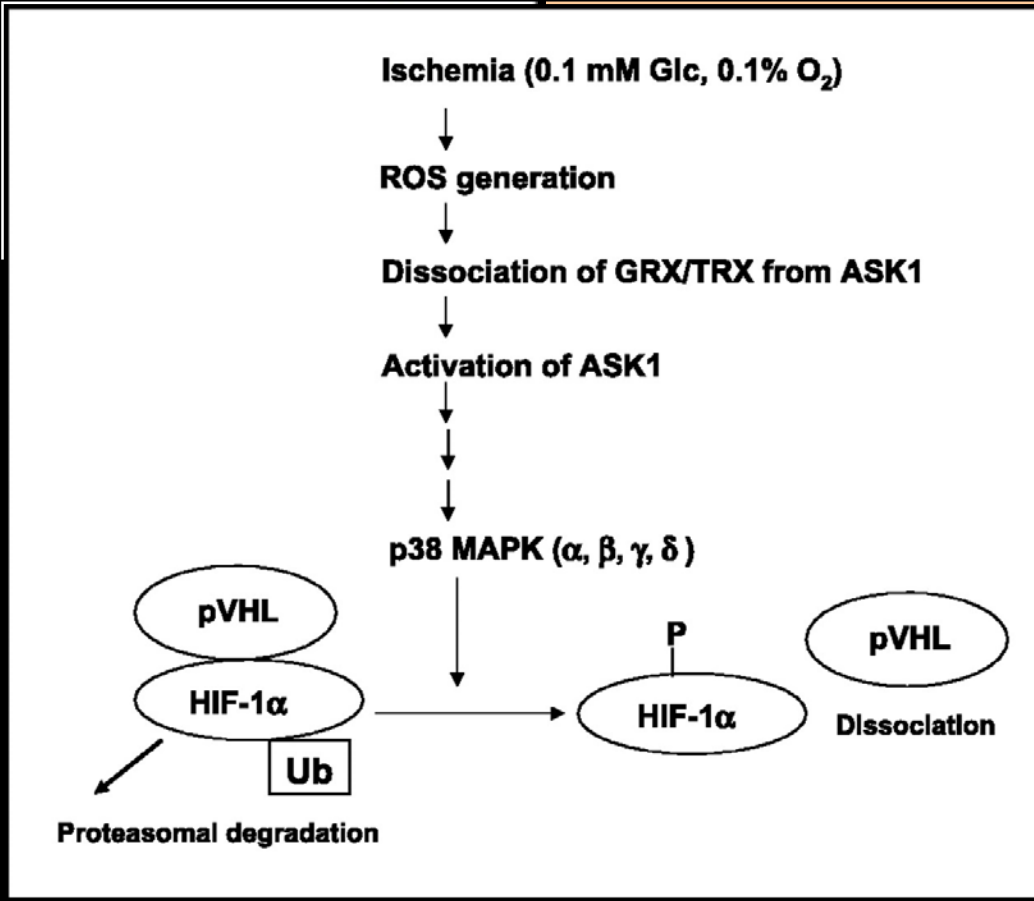 Ischemia (0.1 mM Glc, 0.1% O₂)
ROS generation
Dissociation of GRX/TRX from ASK1
Activation of ASK1
p38 MAPK (α, β, γ, δ )
pVHL
HIF-1α
Ub
Proteasomal degradation
P
HIF-1α
pVHL
Dissociation